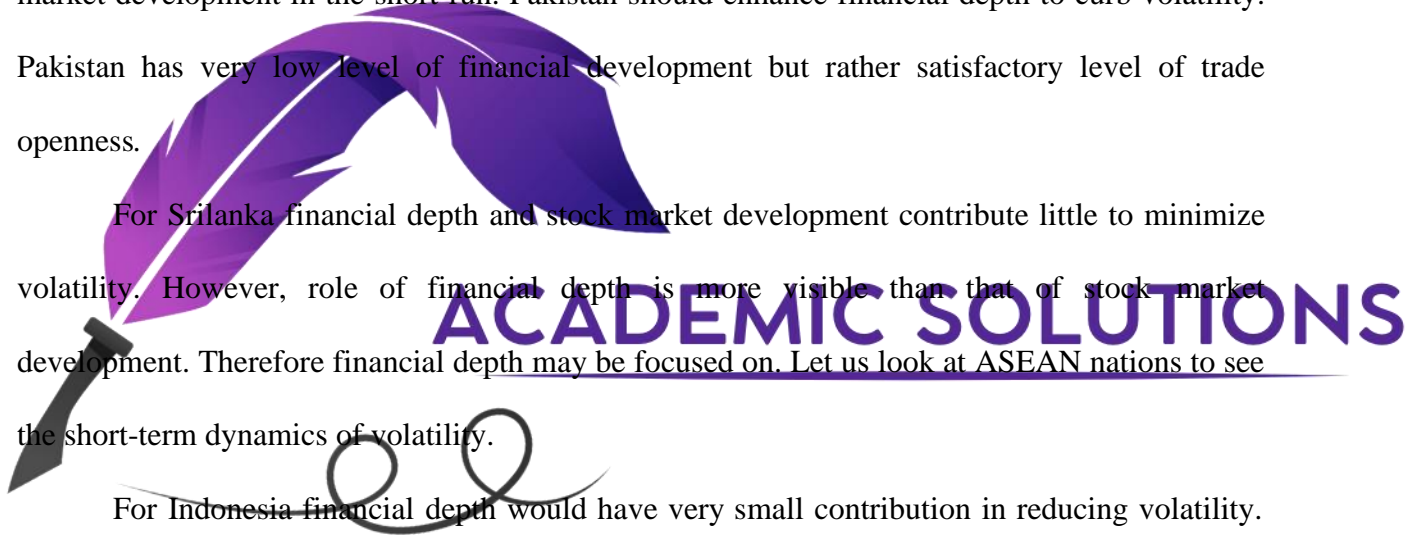 market development in the short run. Pakistan should enhance financial depth to curb volatility.
Pakistan has very low level of financial development but rather satisfactory level of trade
openness.
For Srilanka financial depth and stock market development contribute little to minimize
volatility. However, role of financial depth is more visible than that of stock market
ACADEMIC SOLUTIONS
development. Therefore financial depth may be focused on. Let us look at ASEAN nations to see
the short-term dynamics of volatility.
For Indonesia financial depth would have very small contribution in reducing volatility.